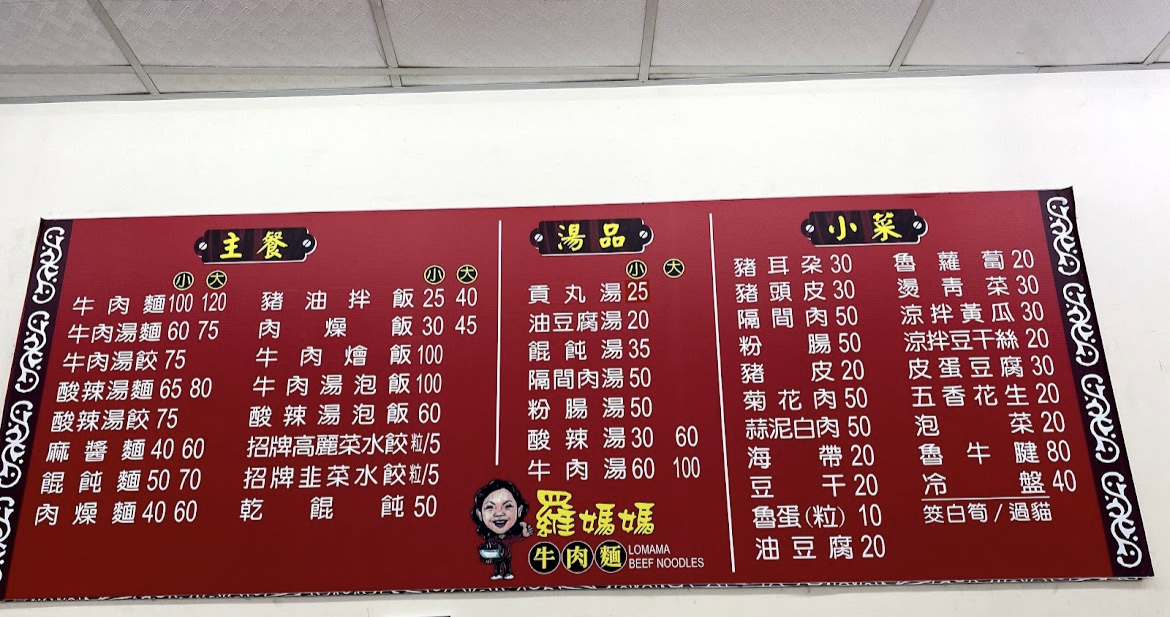 主餐
小 大
牛肉麵100 120
牛肉湯麵 60 75
牛肉湯餃 75
酸辣湯麵 65 80
酸辣湯餃 75
麻醬麵 40 60
餛飩麵 50 70
肉燥麵 40 60
小 大
豬油拌飯 25 40
肉燥飯 30 45
牛肉燴飯 100
牛肉湯泡飯 100
酸辣湯泡飯 60
招牌高麗菜水餃 粒/5
招牌韭菜水餃 粒/5
乾餛飩 50
湯品
小 大
貢丸湯 25
油豆腐湯 20
餛飩湯 35
隔間肉湯 50
粉腸湯 50
酸辣湯 30 60
牛肉湯 60 100
羅媽媽
牛肉麵
LOMAMA
BEEF NOODLES
小菜
豬耳朶 30
豬頭皮 30
隔間肉 50
粉腸 50
豬皮 20
菊花肉 50
蒜泥白肉 50
海帶 20
豆干 20
魯蛋(粒) 10
油豆腐 20
魯蘿蔔 20
燙青菜 30
涼拌黃瓜 30
涼拌豆干絲 20
皮蛋豆腐 30
五香花生 20
泡菜 20
魯牛腱 80
冷盤 40
筊白筍/過貓